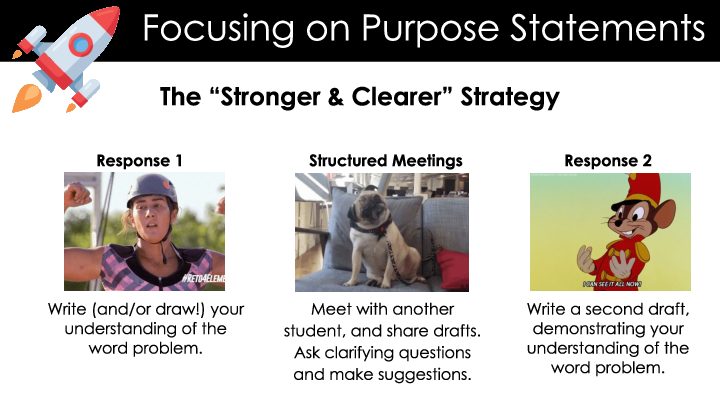 Focusing on Purpose Statements
The “Stronger & Clearer” Strategy
Response 1
#RETO4ELEME
Write (and/or draw!) your
understanding of the
word problem.
Structured Meetings
Meet with another
student, and share drafts.
Ask clarifying questions
and make suggestions.
Response 2
I CAN SEE IT ALL NOW!
Write a second draft,
demonstrating your
understanding of the
word problem.